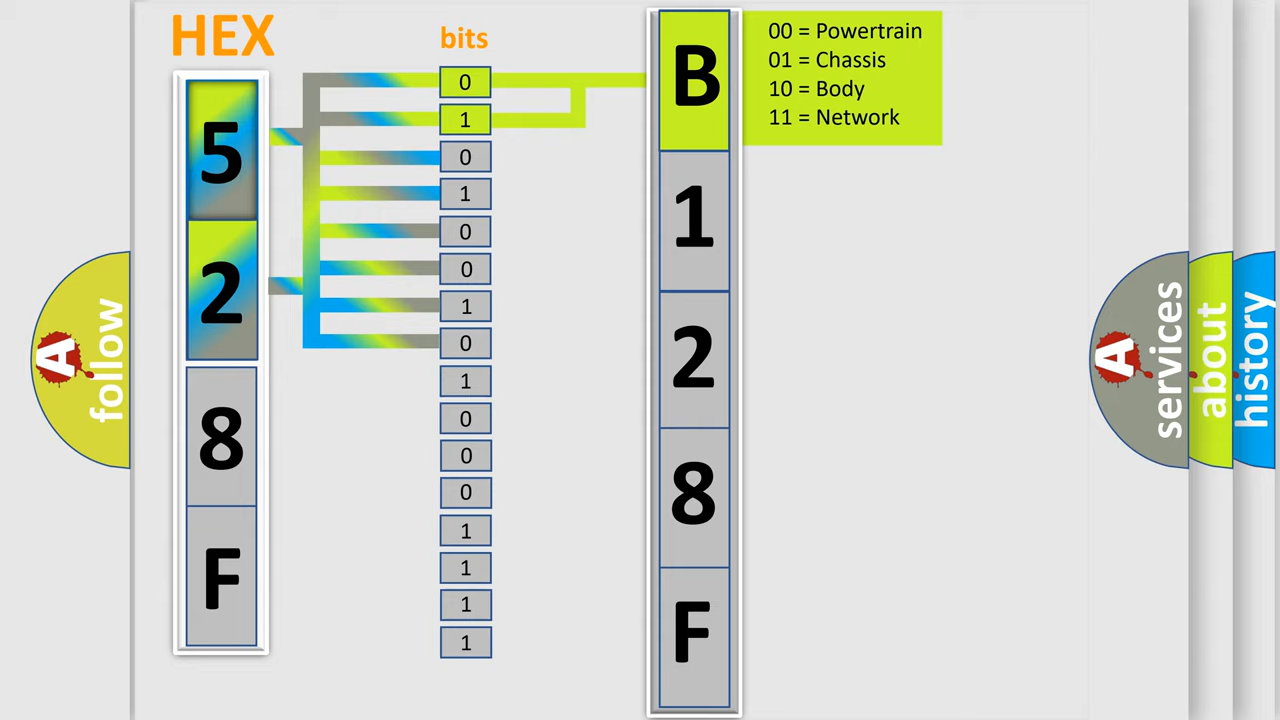 HEX
bits
5
2
8
F
0
1
0
1
0
0
1
0
1
0
0
0
1
1
1
1
B
1
2
8
F
00 = Powertrain
01 = Chassis
10 = Body
11 = Network
A
follow
A
services
about
history